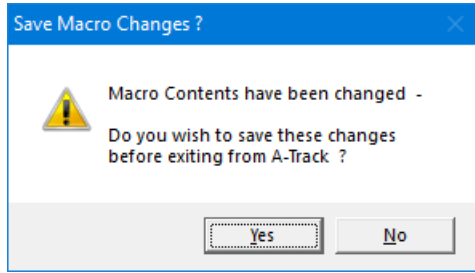 Save Macro Changes ?
Macro Contents have been changed -
Do you wish to save these changes
before exiting from A-Track ?
Yes
No